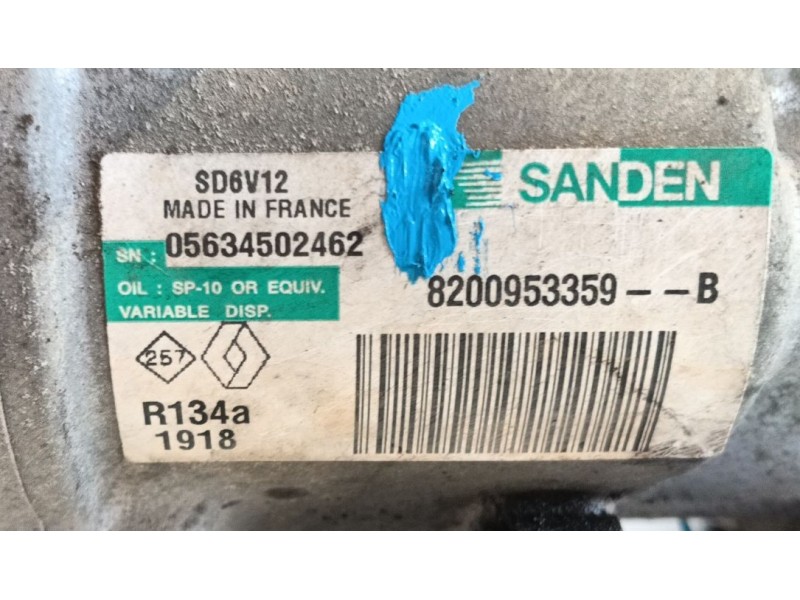 SD6V12
MADE IN FRANCE
SANDEN
SN : 05634502462
OIL : SP-10 OR EQUIV.
VARIABLE DISP.
8200953359--B
257
R134a
1918